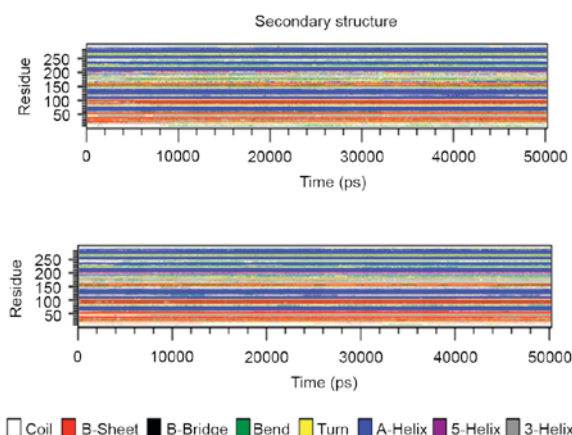 Secondary structure
Residue
250
200
150
100
50
0 10000 20000 30000 40000 50000
Time (ps)
Residue
250
200
150
100
50
0 10000 20000 30000 40000 50000
Time (ps)
Coil B-Sheet B-Bridge Bend Turn A-Helix 5-Helix 3-Helix